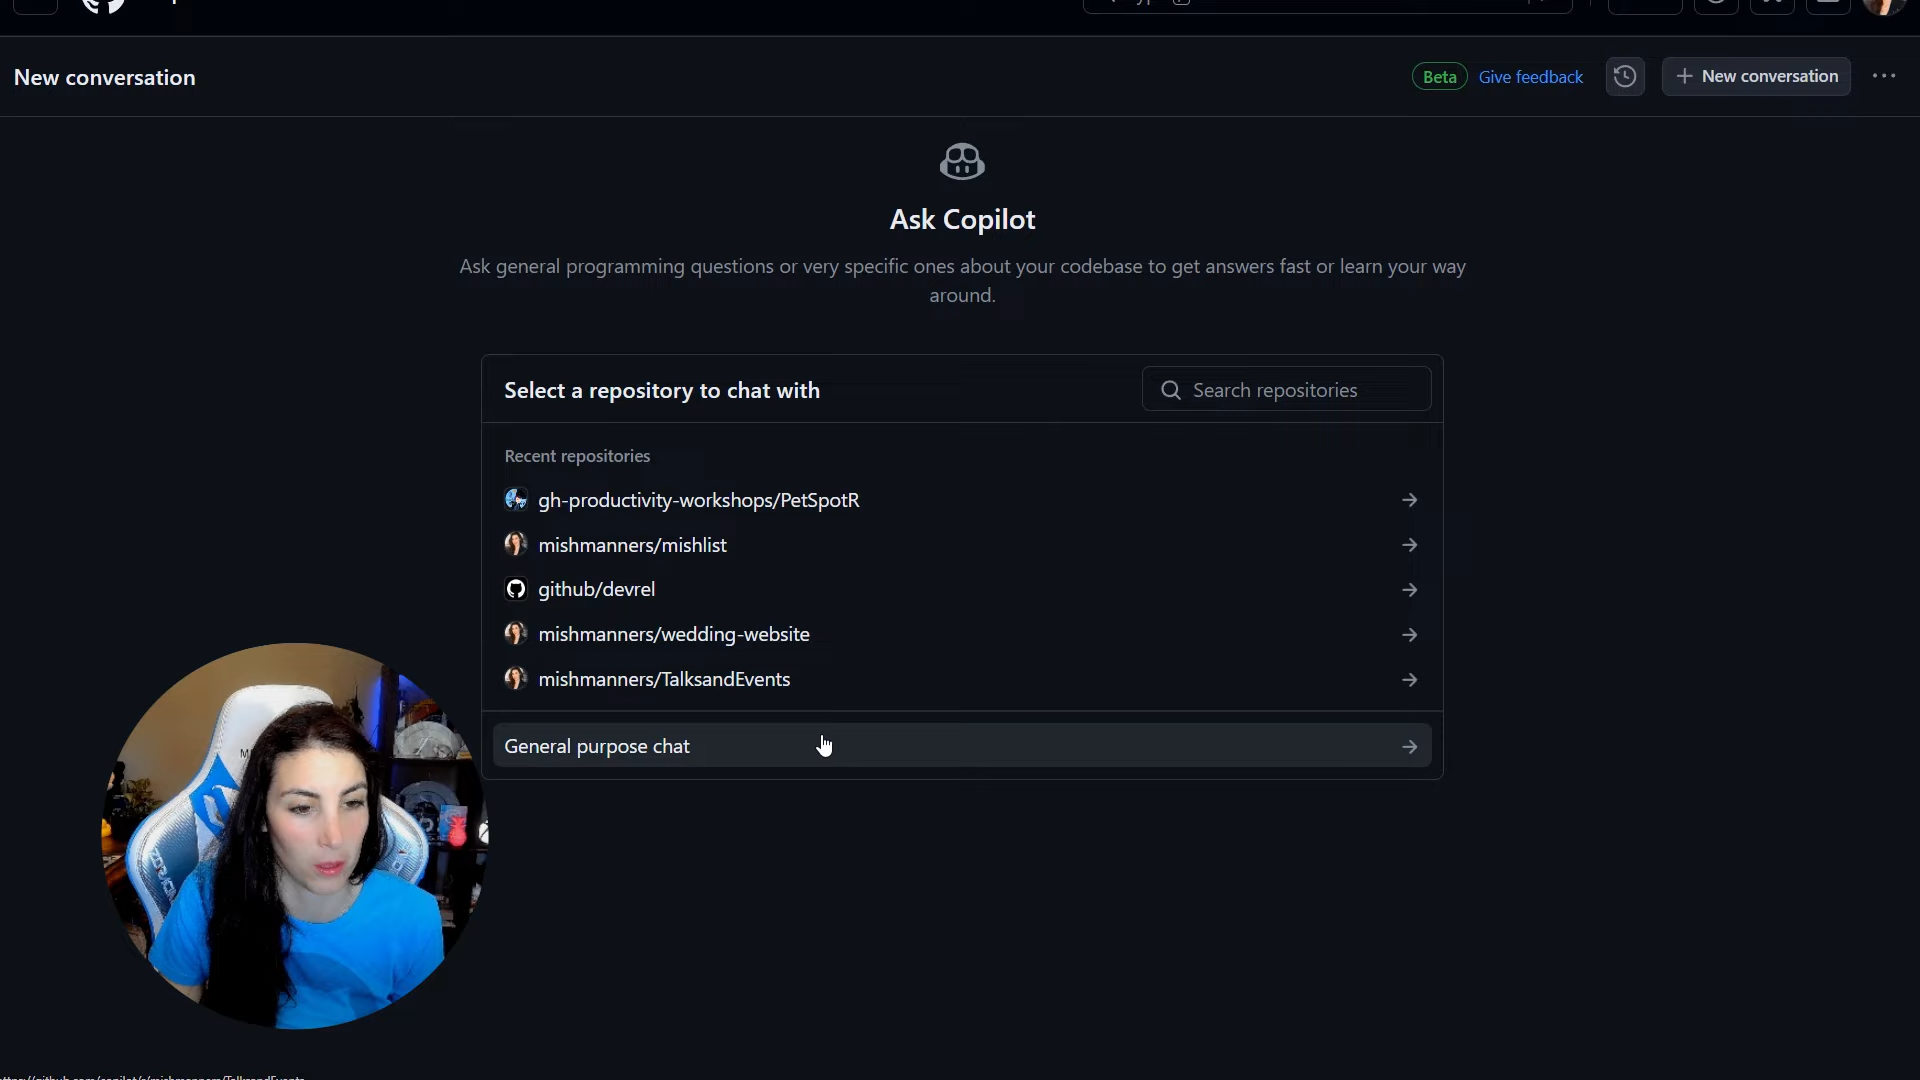 New conversation
Beta
Give feedback
New conversation
Ask Copilot
Ask general programming questions or very specific ones about your codebase to get answers fast or learn your way
around.
Select a repository to chat with
Search repositories
Recent repositories
gh-productivity-workshops/PetSpotR
mishmanners/mishlist
github/devrel
mishmanners/wedding-website
mishmanners/TalksandEvents
General purpose chat